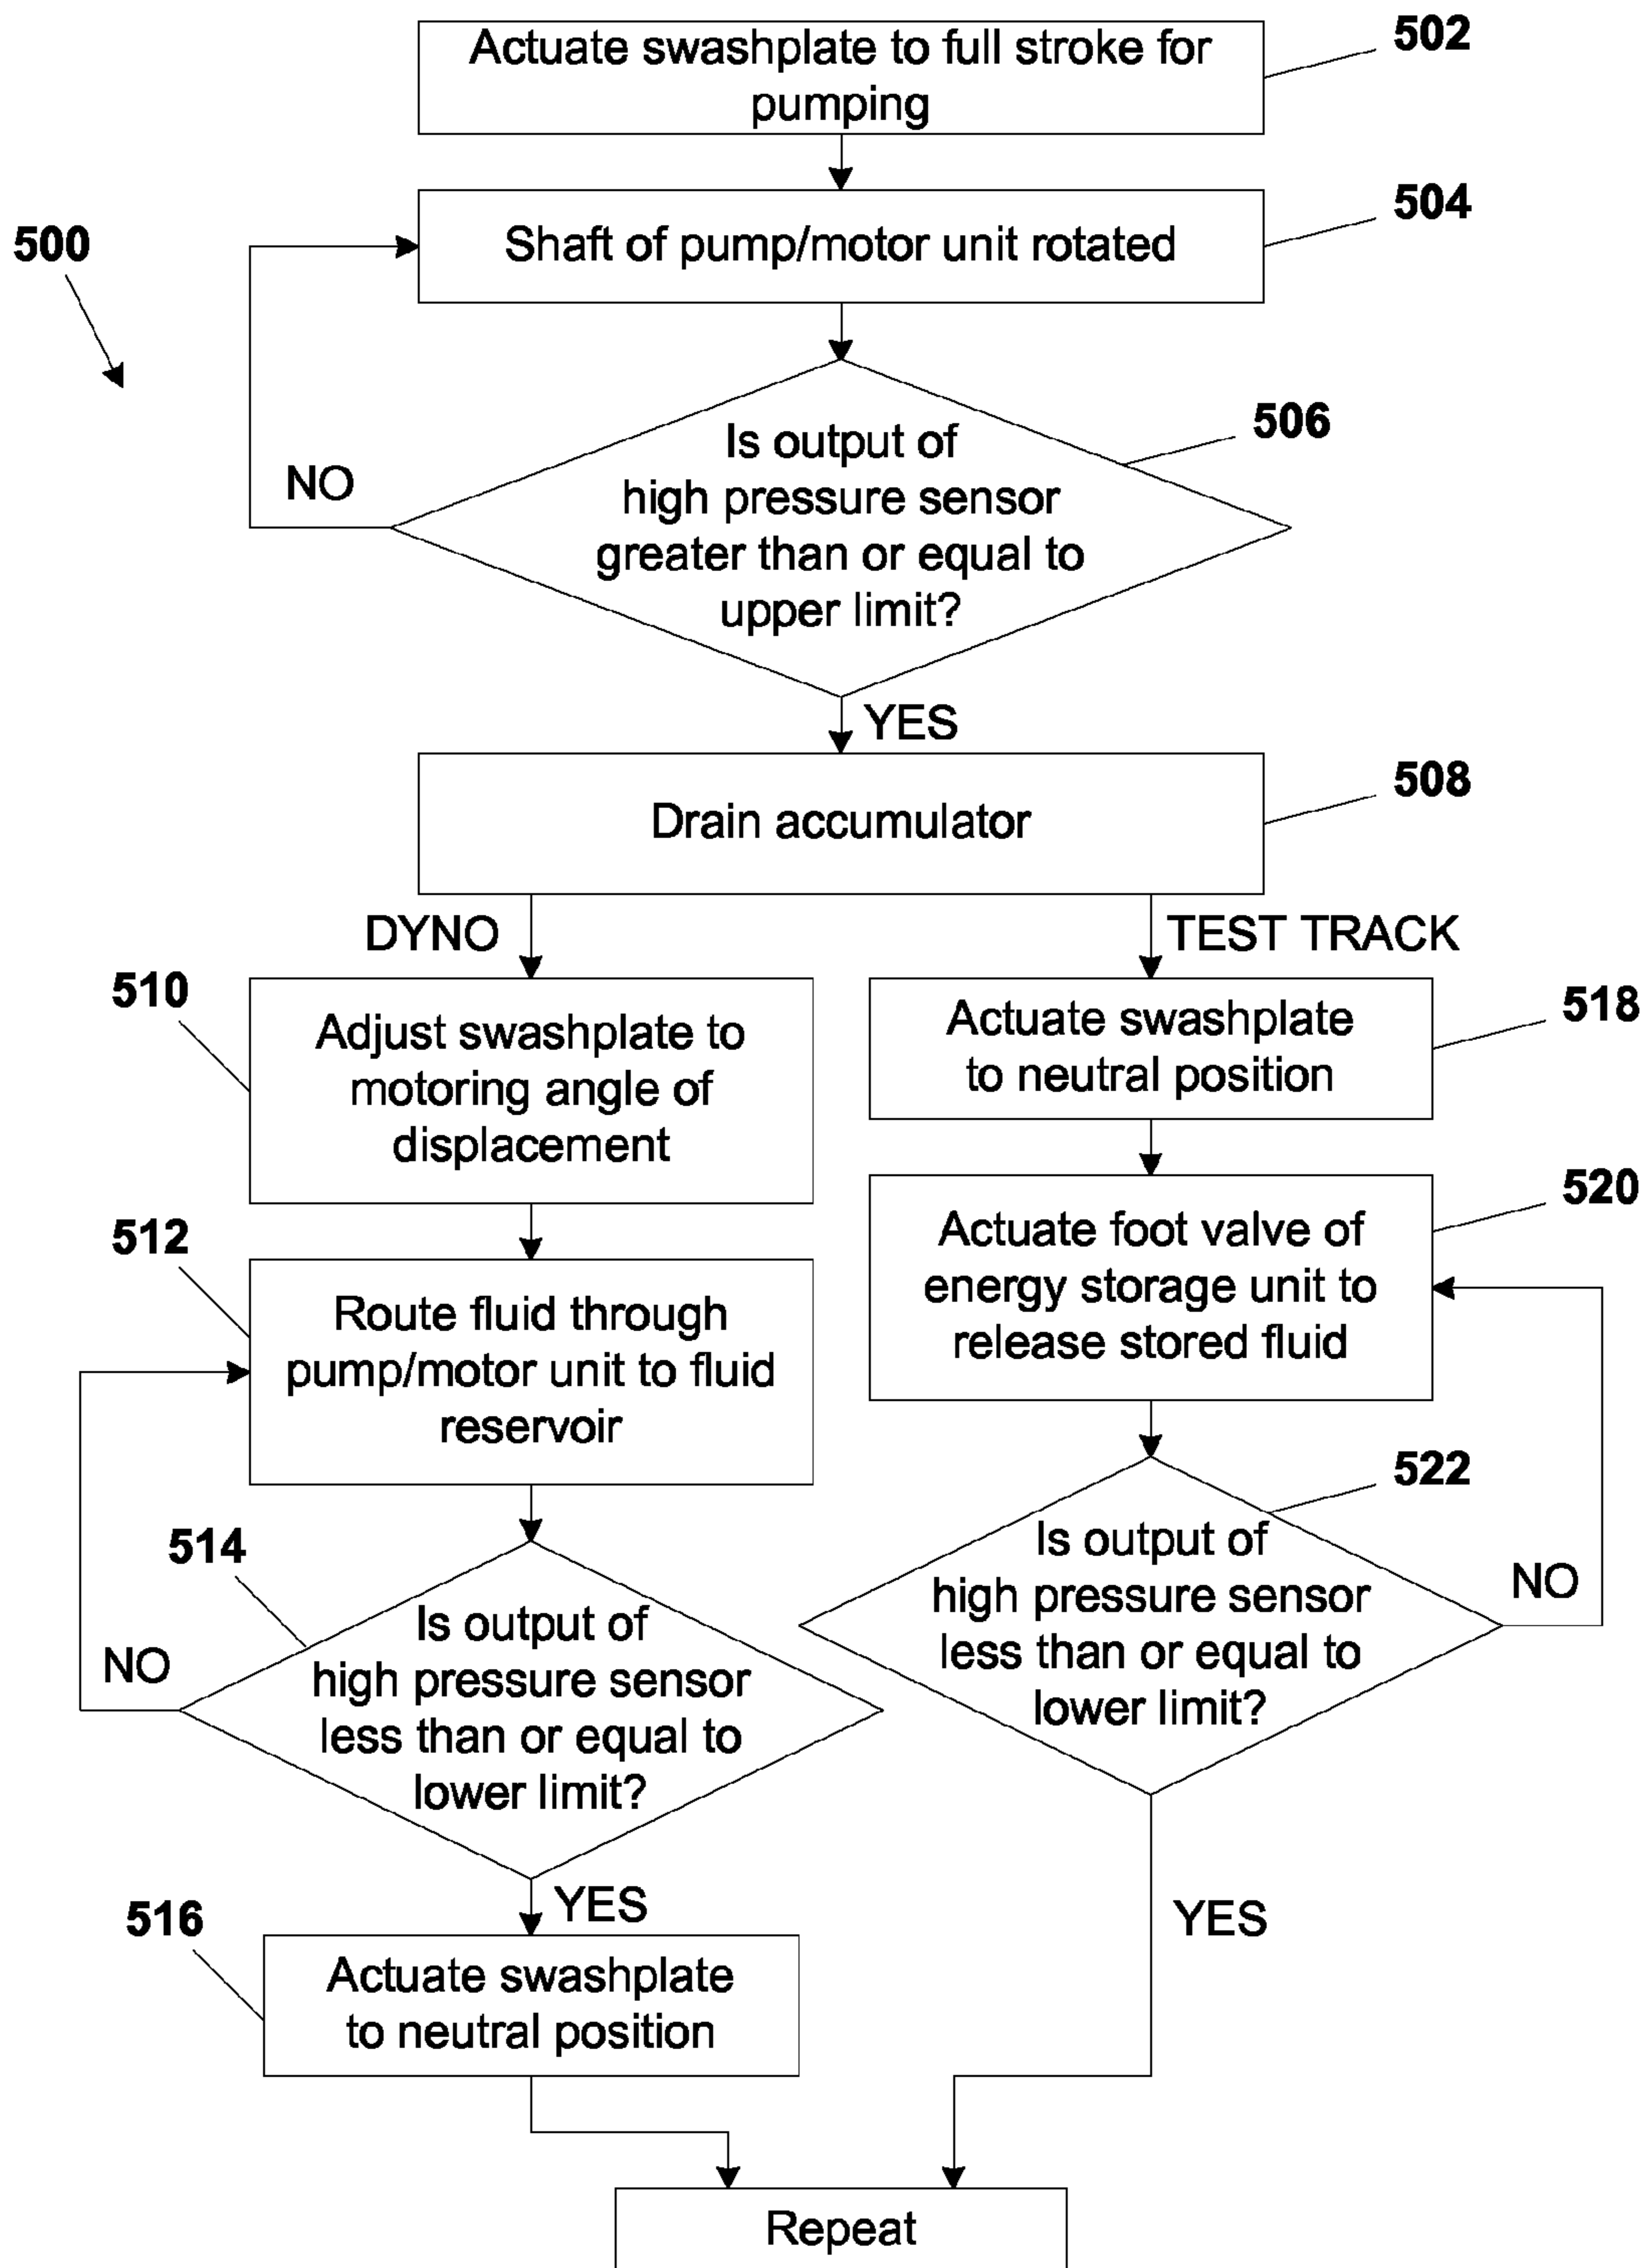 Actuate swashplate to full stroke for
pumping
502
500
Shaft of pump/motor unit rotated
504
Is output of
high pressure sensor
greater than or equal to
upper limit?
506
NO
YES
Drain accumulator
508
DYNO
TEST TRACK
510
Adjust swashplate to
motoring angle of
displacement
Actuate swashplate
to neutral position
518
512
Route fluid through
pump/motor unit to fluid
reservoir
Actuate foot valve of
energy storage unit to
release stored fluid
520
514
Is output of
high pressure sensor
less than or equal to
lower limit?
NO
522
Is output of
high pressure sensor
less than or equal to
lower limit?
NO
YES
YES
516
Actuate swashplate
to neutral position
Repeat